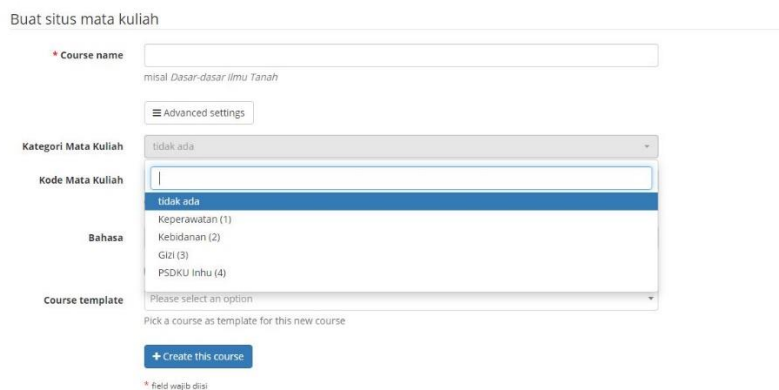 Buat situs mata kuliah
* Course name
misal Dasar-dasar Ilmu Tanah
Advanced settings
Kategori Mata Kuliah
tidak ada
Kode Mata Kuliah
tidak ada
Keperawatan (1)
Kebidanan (2)
Bahasa
Gizi (3)
PSDKU Inhu (4)
Course template
Please select an option
Pick a course as template for this new course
+ Create this course
* field wajib diisi